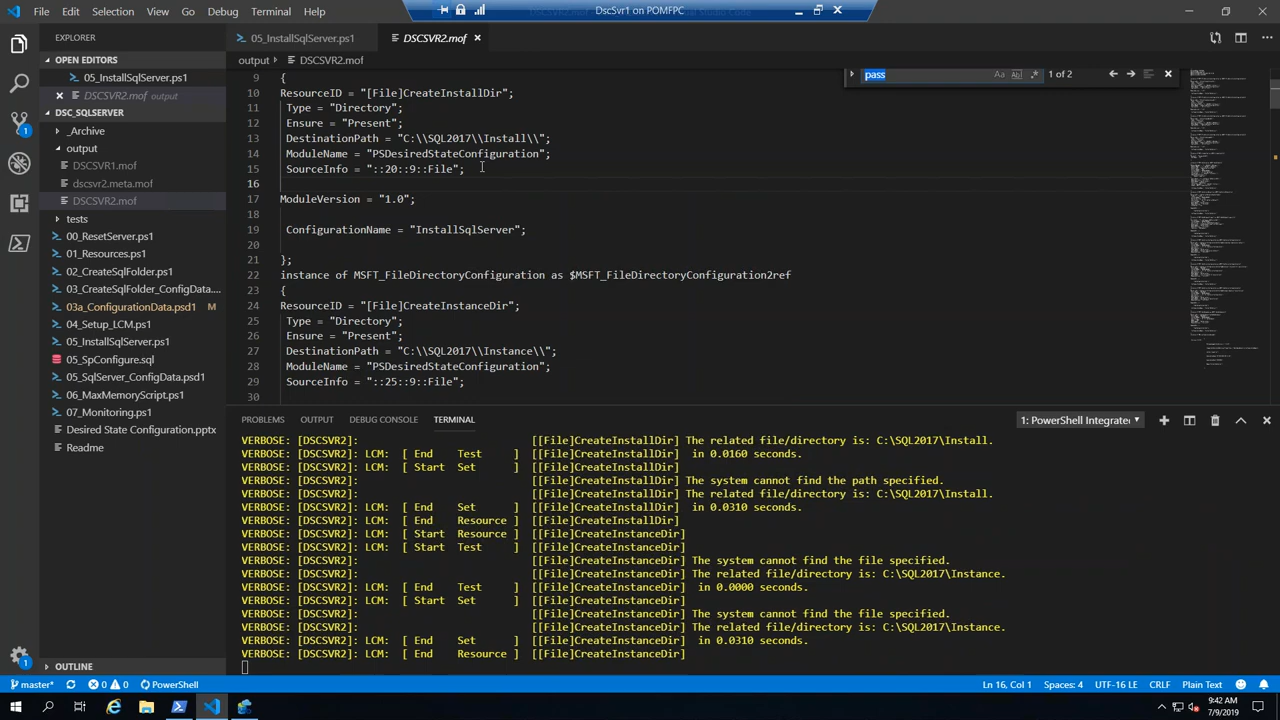 File Edit Selection View Go Debug Terminal Help
DscSvr1 on POMFPC
EXPLORER
OPEN EDITORS
05_InstallSqlServer.ps1
DSCSVR2.mof output
DSC_SQLSERVER
_Archive
output
DSCSVR1.mof
dscsvr2.meta.mof
DSCSVR2.mof
tests
00_ResetServer.ps1
01_Resources.ps1
02_CreateSqlFolder.ps1
03_CreateSqlFolder_ConfigData....
03a_ConfigurationData.psd1 M
04_Setup_LCM.ps1
05_InstallSqlServer.ps1
05_SpConfigure.sql
05_SqlServer_ConfigData.psd1
06_MaxMemoryScript.ps1
07_Monitoring.ps1
Desired State Configuration.pptx
Readme
OUTLINE
05_InstallSqlServer.ps1 DSCSVR2.mof
output DSCSVR2.mof
pass Aa Abl .* 1 of 2
9 {
10 ResourceID = "[File]CreateInstallDir";
11 Type = "Directory";
12 Ensure = "Present";
13 DestinationPath = "C:\\SQL2017\\Install\\";
14 ModuleName = "PSDesiredStateConfiguration";
15 SourceInfo = "::20::9::File";
16
17 ModuleVersion = "1.0";
18
19 ConfigurationName = "InstallSqlServer";
20
21 };
22 instance of MSFT_FileDirectoryConfiguration as $MSFT_FileDirectoryConfiguration2ref
23 {
24 ResourceID = "[File]CreateInstanceDir";
25 Type = "Directory";
26 Ensure = "Present";
27 DestinationPath = "C:\\SQL2017\\Instance\\";
28 ModuleName = "PSDesiredStateConfiguration";
29 SourceInfo = "::25::9::File";
30
PROBLEMS OUTPUT DEBUG CONSOLE TERMINAL 1: PowerShell Integrated
VERBOSE: [DSCSVR2]: [[File]CreateInstallDir] The related file/directory is: C:\SQL2017\Install.
VERBOSE: [DSCSVR2]: LCM: [ End Test ] [[File]CreateInstallDir] in 0.0160 seconds.
VERBOSE: [DSCSVR2]: LCM: [ Start Set ] [[File]CreateInstallDir]
VERBOSE: [DSCSVR2]: [[File]CreateInstallDir] The system cannot find the path specified.
VERBOSE: [DSCSVR2]: [[File]CreateInstallDir] The related file/directory is: C:\SQL2017\Install.
VERBOSE: [DSCSVR2]: LCM: [ End Set ] [[File]CreateInstallDir] in 0.0310 seconds.
VERBOSE: [DSCSVR2]: LCM: [ End Resource ] [[File]CreateInstallDir]
VERBOSE: [DSCSVR2]: LCM: [ Start Resource ] [[File]CreateInstanceDir]
VERBOSE: [DSCSVR2]: LCM: [ Start Test ] [[File]CreateInstanceDir]
VERBOSE: [DSCSVR2]: [[File]CreateInstanceDir] The system cannot find the file specified.
VERBOSE: [DSCSVR2]: [[File]CreateInstanceDir] The related file/directory is: C:\SQL2017\Instance.
VERBOSE: [DSCSVR2]: LCM: [ End Test ] [[File]CreateInstanceDir] in 0.0000 seconds.
VERBOSE: [DSCSVR2]: LCM: [ Start Set ] [[File]CreateInstanceDir]
VERBOSE: [DSCSVR2]: [[File]CreateInstanceDir] The system cannot find the file specified.
VERBOSE: [DSCSVR2]: [[File]CreateInstanceDir] The related file/directory is: C:\SQL2017\Instance.
VERBOSE: [DSCSVR2]: LCM: [ End Set ] [[File]CreateInstanceDir] in 0.0310 seconds.
VERBOSE: [DSCSVR2]: LCM: [ End Resource ] [[File]CreateInstanceDir]
master* 0 0 PowerShell Ln 16, Col 1 Spaces: 4 UTF-16 LE CRLF Plain Text
9:42 AM
7/9/2019